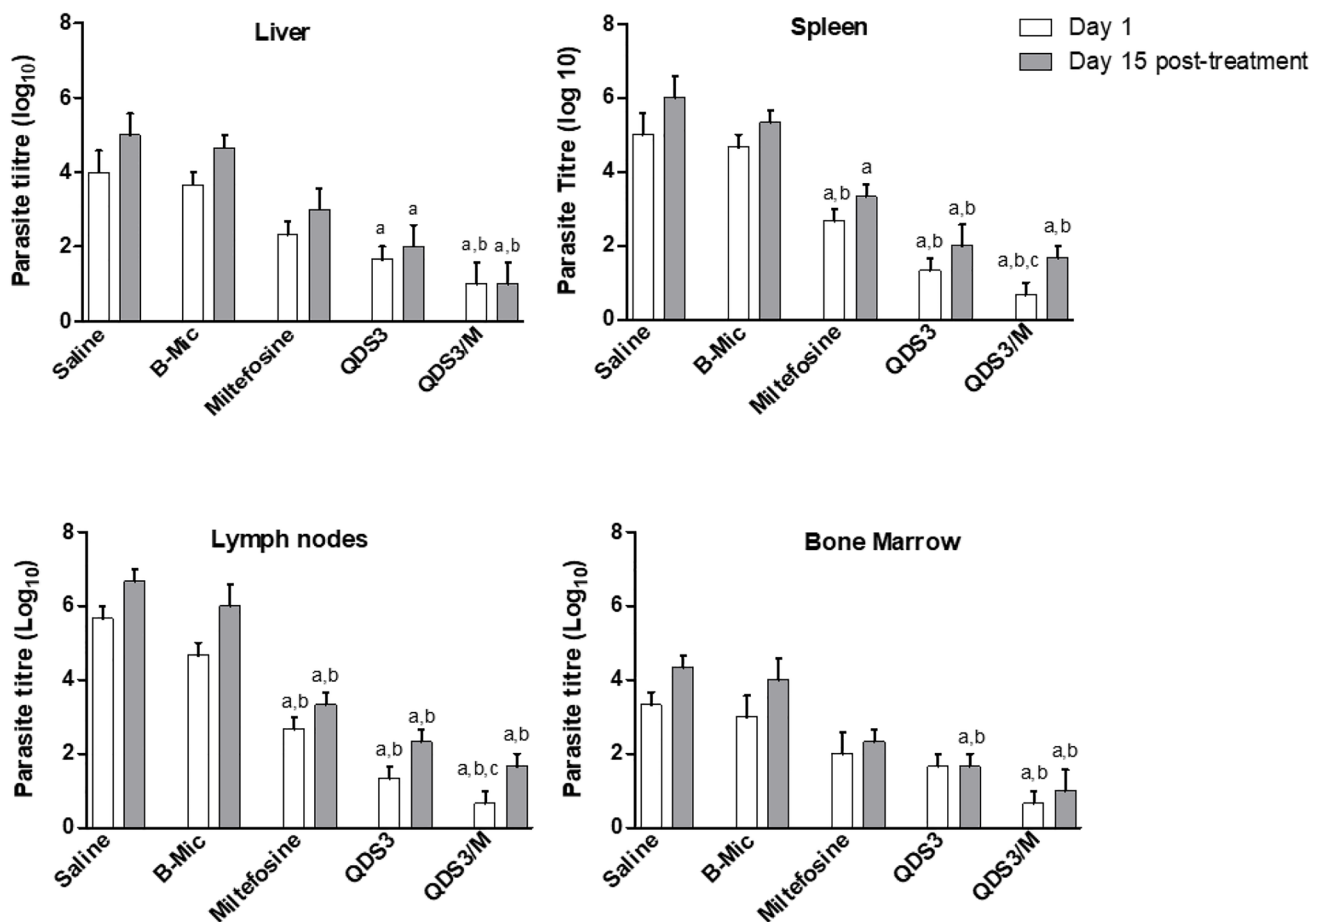 Liver
Parasite tiitre (log₁₀)
8
6
4
2
0
a
a
a,b
a,b
Saline
B-Mic
Miltefosine
QDS3
QDS3/M
Spleen
Parasite Titre (log 10)
8
6
4
2
0
a,b
a
a,b
a,b
a,b,c
a,b
Saline
B-Mic
Miltefosine
QDS3
QDS3/M
Day 1
Day 15 post-treatment
Lymph nodes
Parasite titre (Log₁₀)
8
6
4
2
0
a,b
a,b
a,b
a,b
a,b,c
a,b
Saline
B-Mic
Miltefosine
QDS3
QDS3/M
Bone Marrow
Parasite titre (Log₁₀)
8
6
4
2
0
a,b
a,b
a,b
Saline
B-Mic
Miltefosine
QDS3
QDS3/M